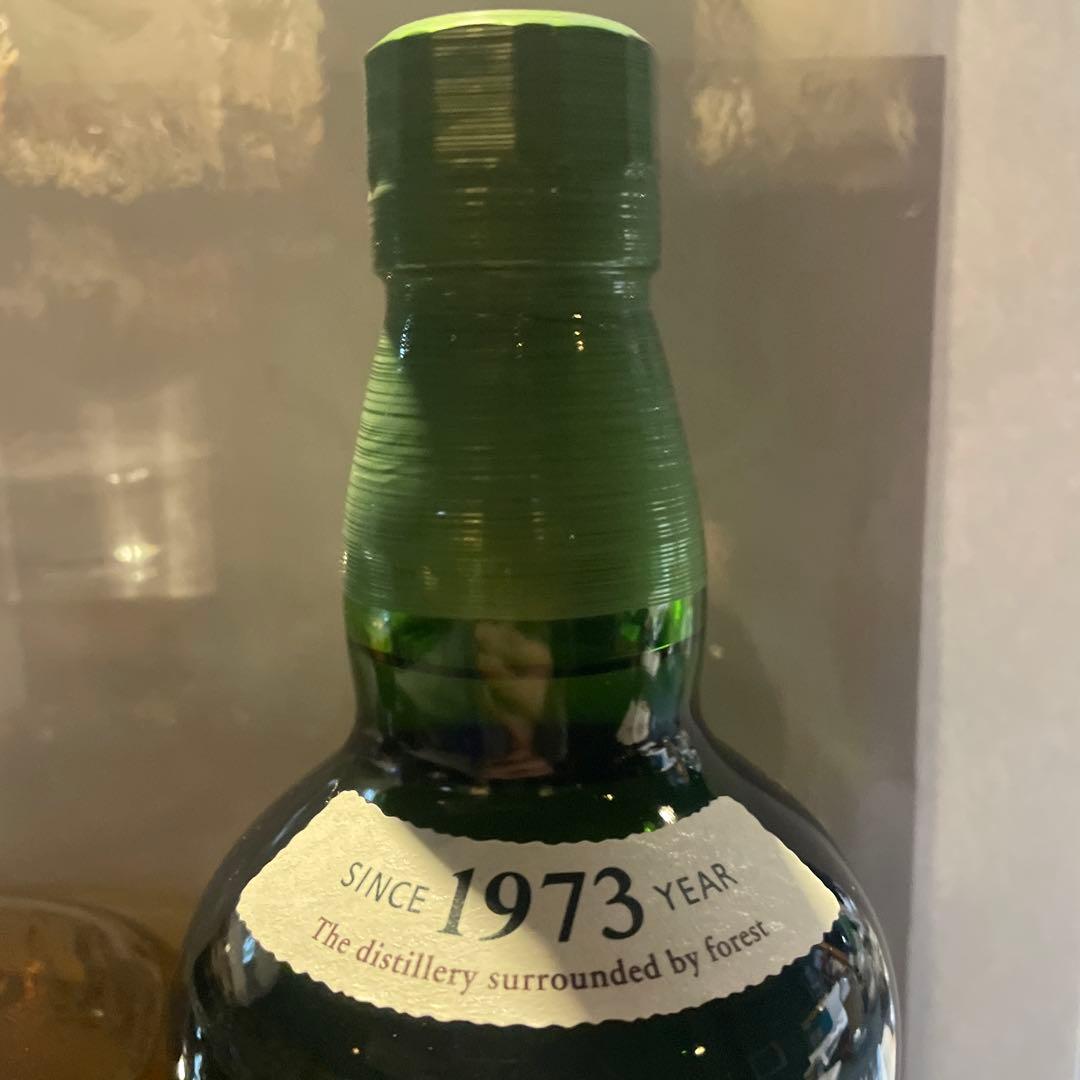 SINCE 1973 YEAR
The distillery surrounded by forest